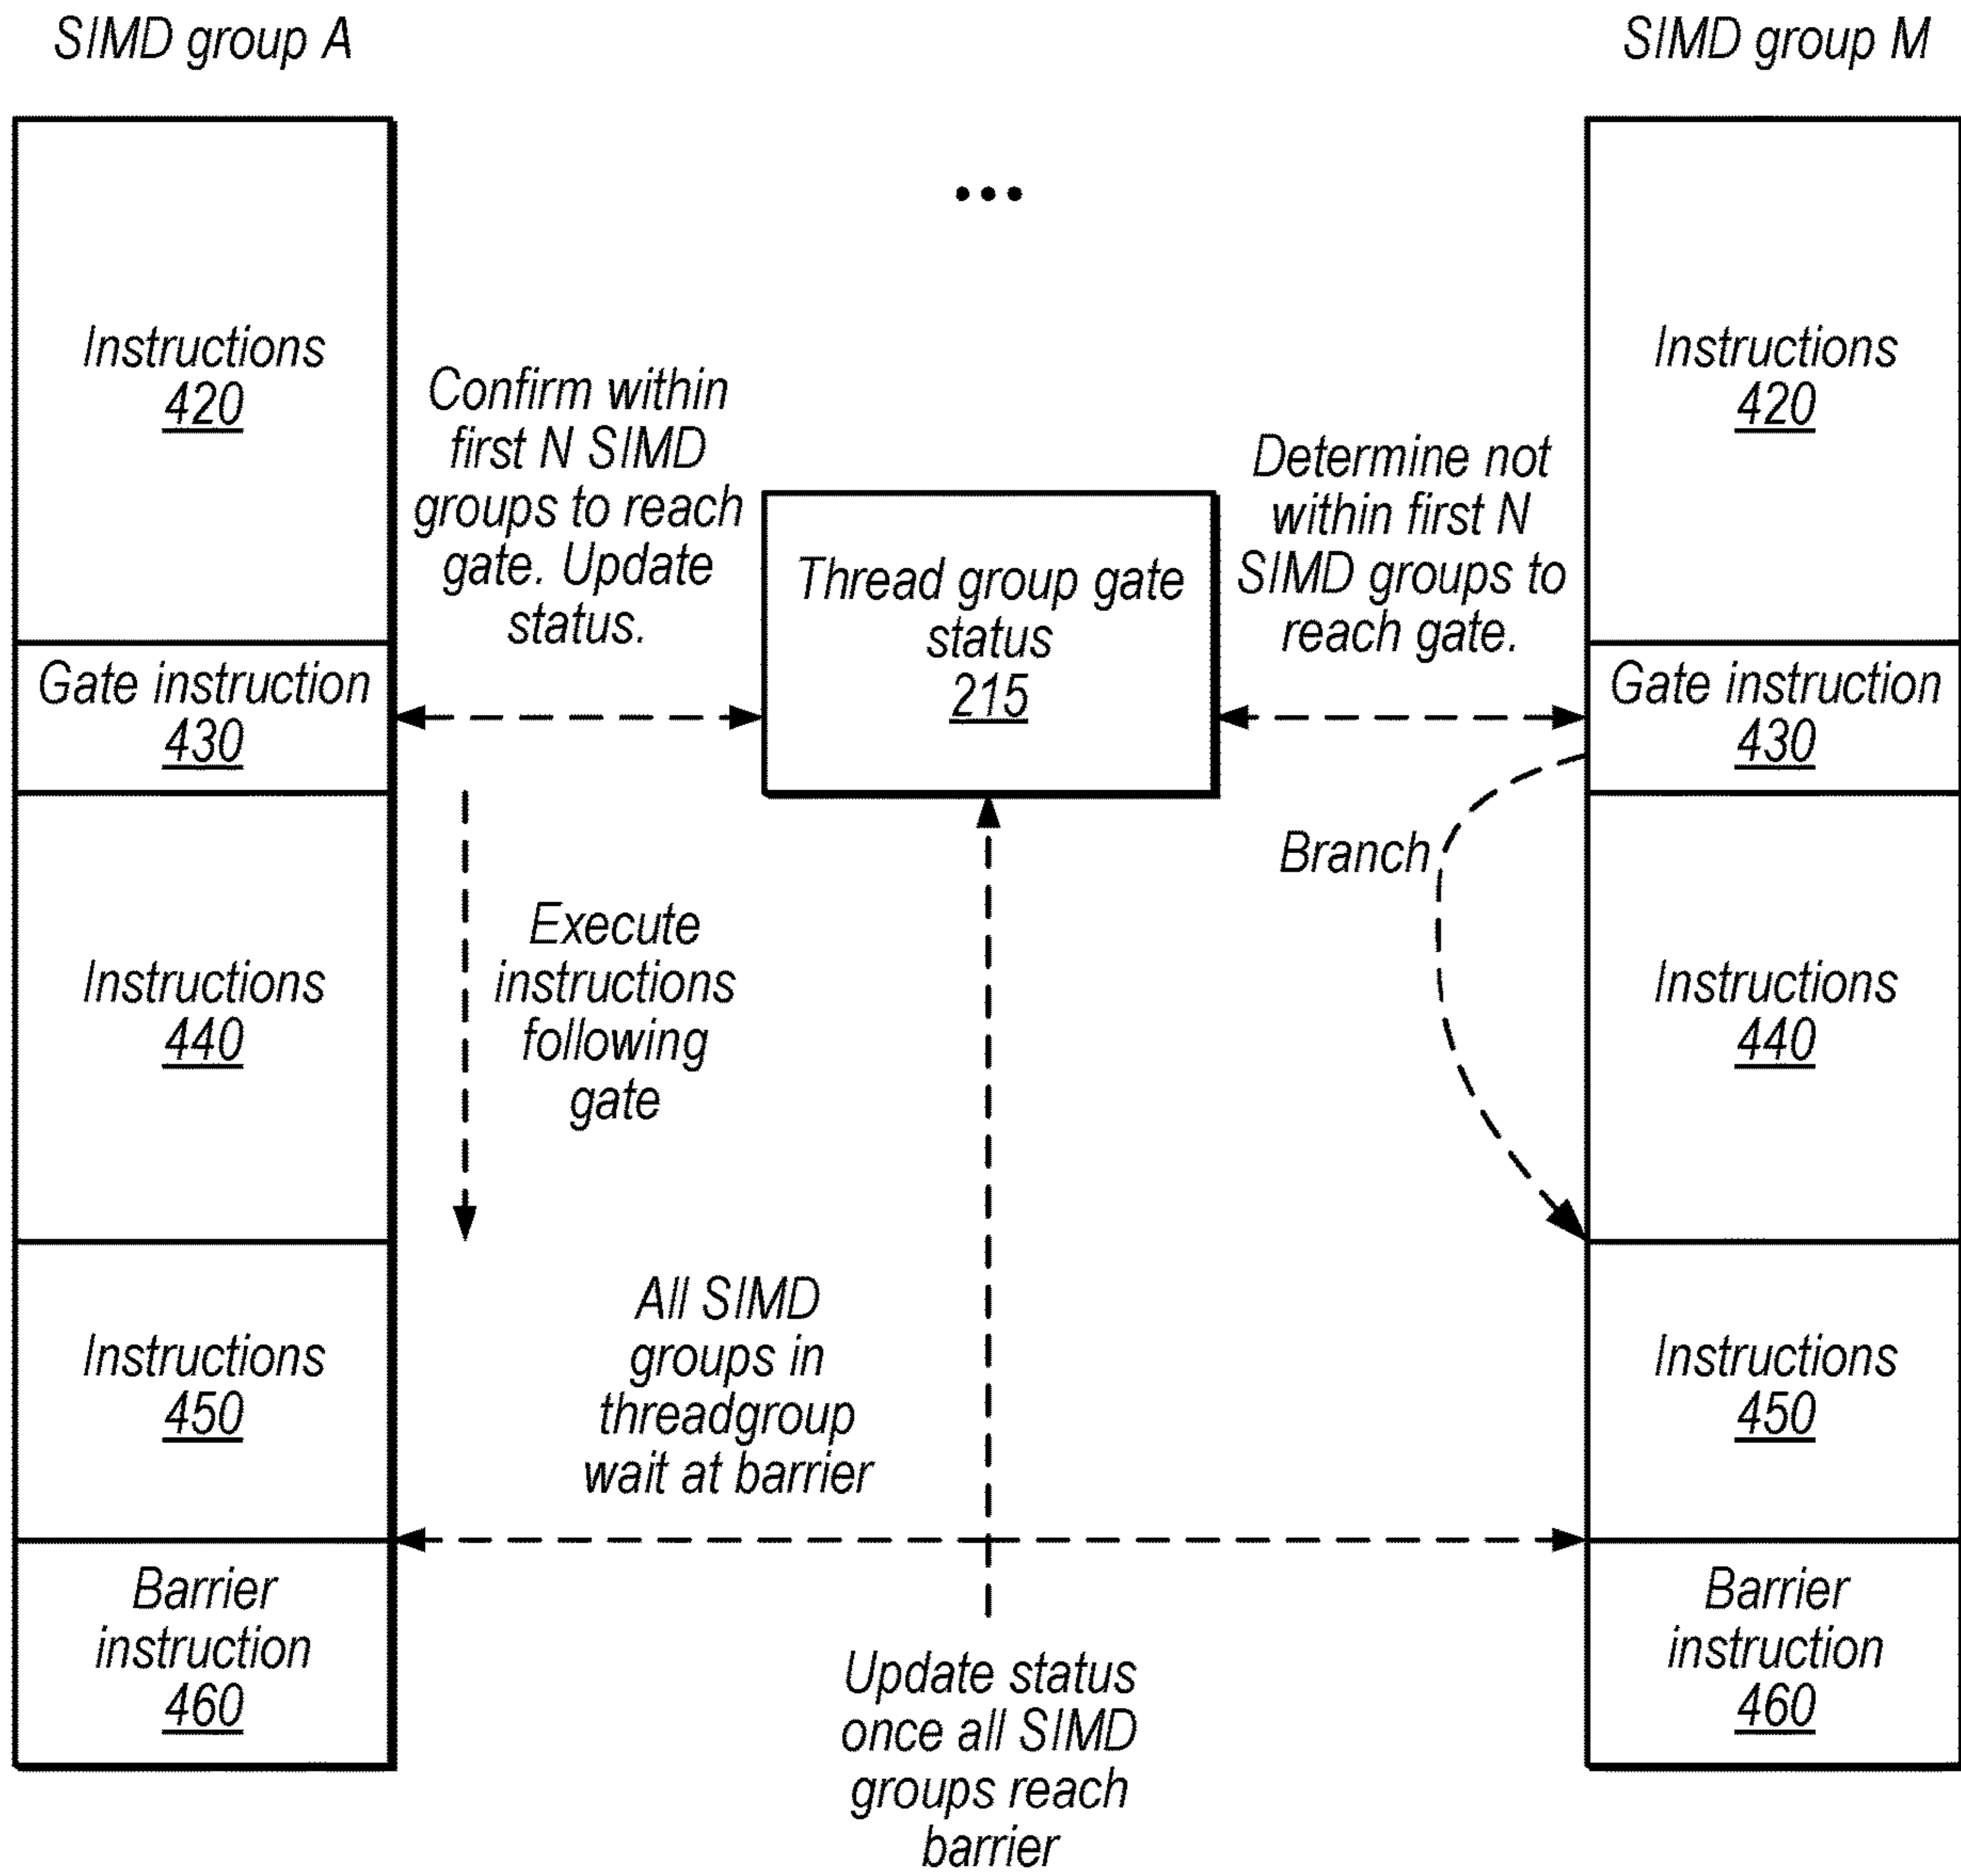 SIMD group A
SIMD group M
...
Instructions
420
Confirm within
first N SIMD
groups to reach
gate. Update
status.
Thread group gate
status
215
Determine not
within first N
SIMD groups to
reach gate.
Instructions
420
Gate instruction
430
Gate instruction
430
Instructions
440
Execute
instructions
following
gate
Branch
Instructions
440
Instructions
450
All SIMD
groups in
threadgroup
wait at barrier
Instructions
450
Barrier
instruction
460
Update status
once all SIMD
groups reach
barrier
Barrier
instruction
460